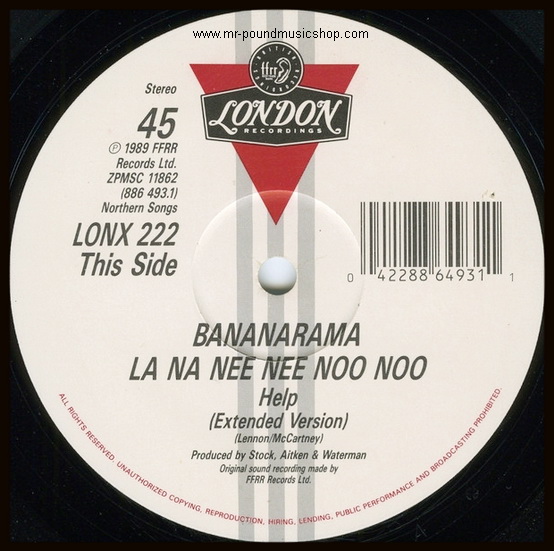 www.mr-poundmusicshop.com
ffrr
LONDON
RECORDINGS
Stereo
45
℗ 1989 FFRR
Records Ltd.
ZPMSC 11862
(886 493.1)
Northern Songs
LONX 222
This Side
0 42288 64931 1
BANANARAMA
LA NA NEE NEE NOO NOO
Help
(Extended Version)
(Lennon/McCartney)
Produced by Stock, Aitken & Waterman
Original sound recording made by
FFRR Records Ltd.
ALL RIGHTS RESERVED. UNAUTHORIZED COPYING, REPRODUCTION, HIRING, LENDING, PUBLIC PERFORMANCE AND BROADCASTING PROHIBITED.